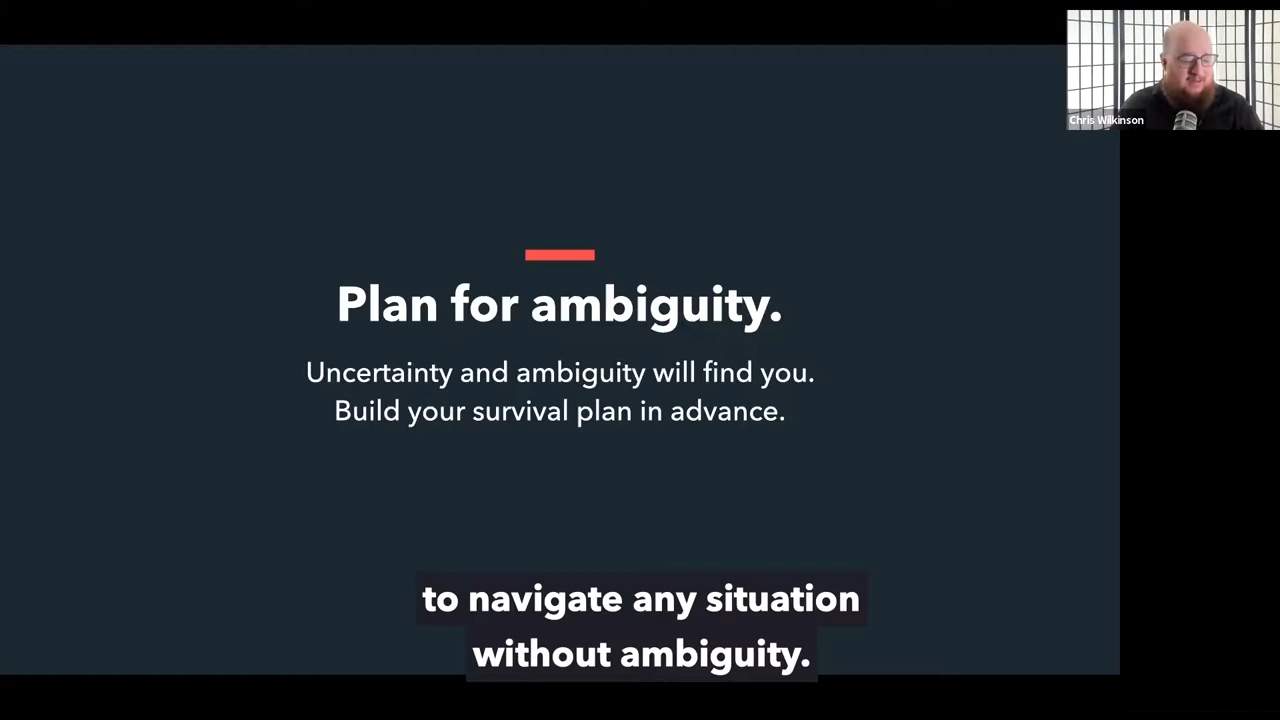 Chris Wilkinson
Plan for ambiguity.
Uncertainty and ambiguity will find you.
Build your survival plan in advance.
to navigate any situation
without ambiguity.